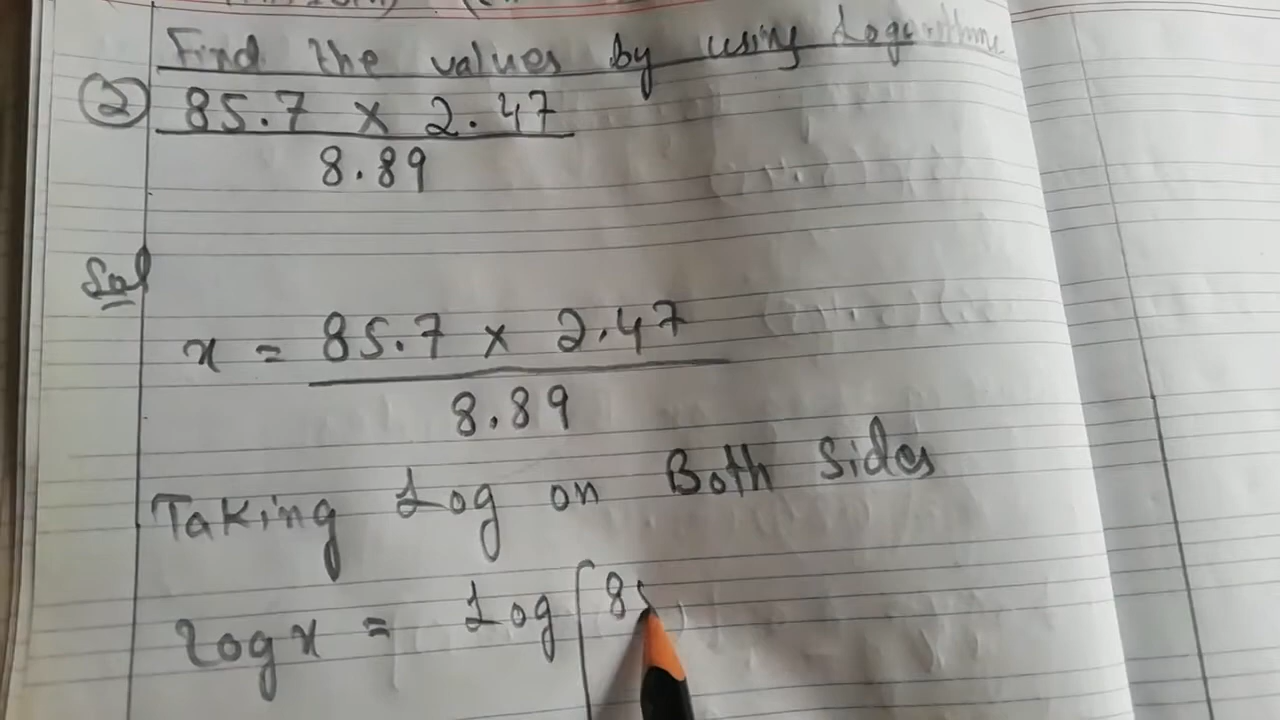 Find the values by using Logarithms
② 85.7 x 2.47
8.89
Sol
x = 85.7 x 2.47
8.89
Taking Log on Both Sides
Log x = Log [ 85